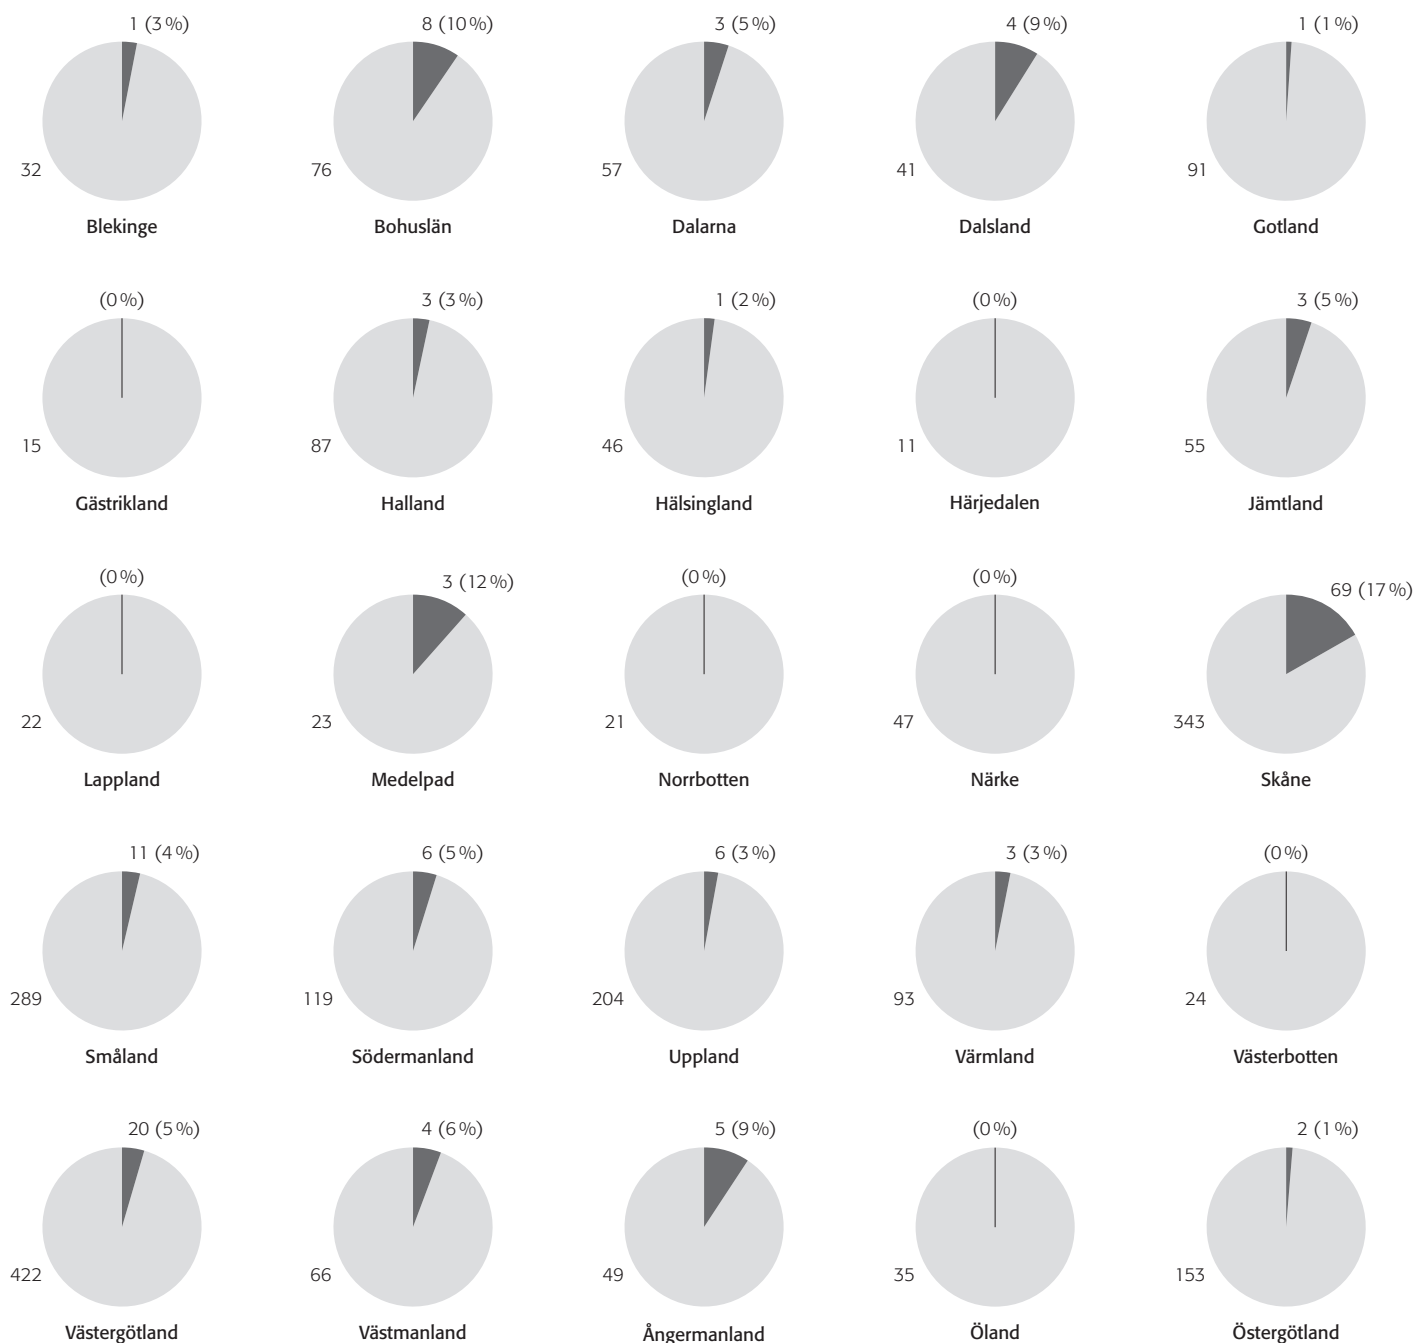 1 (3 %)
8 (10 %)
3 (5 %)
4 (9 %)
1 (1 %)
32
76
57
41
91
Blekinge
Bohuslän
Dalarna
Dalsland
Gotland
(0 %)
3 (3 %)
1 (2 %)
(0 %)
3 (5 %)
15
87
46
11
55
Gästrikland
Halland
Hälsingland
Härjedalen
Jämtland
(0 %)
3 (12 %)
(0 %)
(0 %)
69 (17 %)
22
23
21
47
343
Lappland
Medelpad
Norrbotten
Närke
Skåne
11 (4 %)
6 (5 %)
6 (3 %)
3 (3 %)
(0 %)
289
119
204
93
24
Småland
Södermanland
Uppland
Värmland
Västerbotten
20 (5 %)
4 (6 %)
5 (9 %)
(0 %)
2 (1 %)
422
66
49
35
153
Västergötland
Västmanland
Ångermanland
Öland
Östergötland